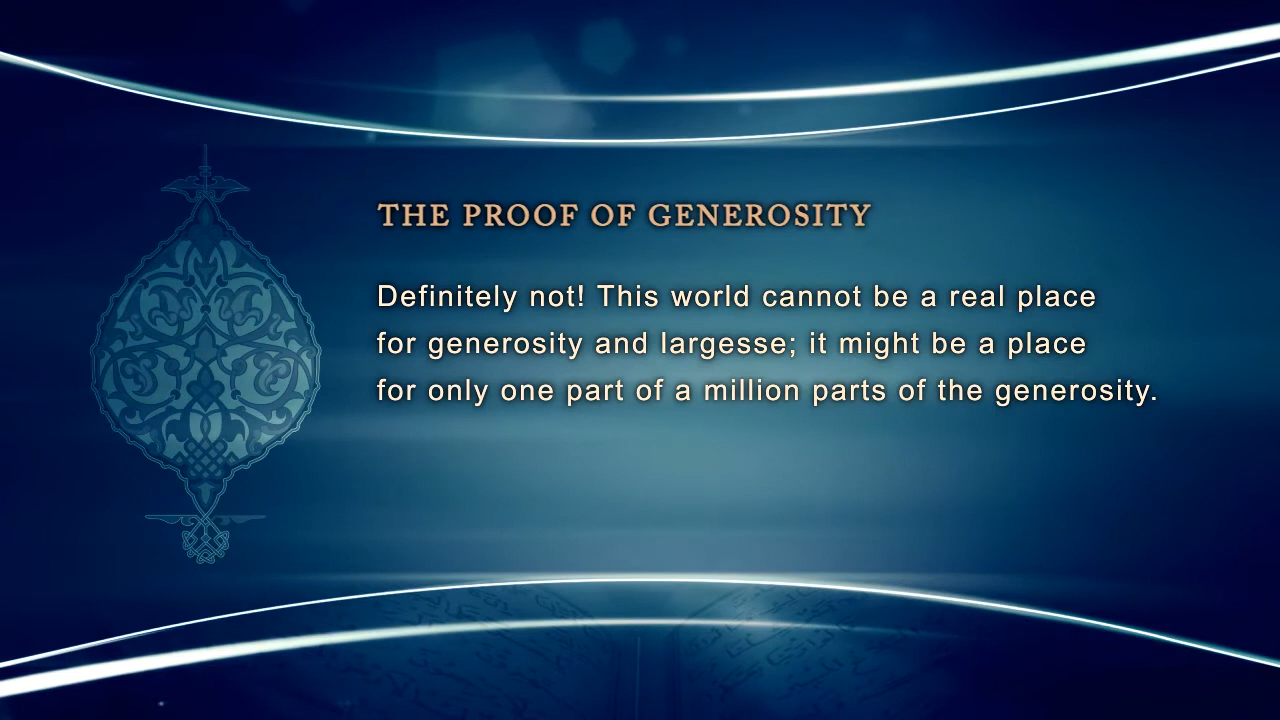 THE PROOF OF GENEROSITY
Definitely not! This world cannot be a real place
for generosity and largesse; it might be a place
for only one part of a million parts of the generosity.